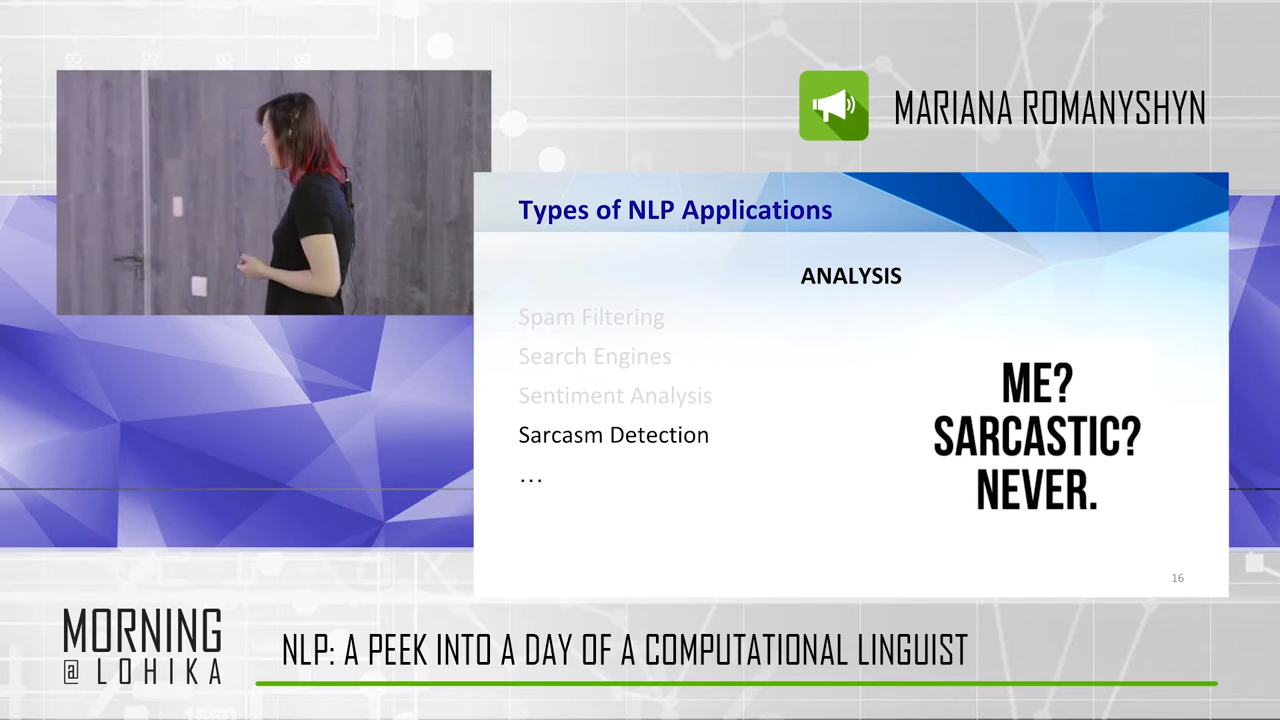 MARIANA ROMANYSHYN
Types of NLP Applications
ANALYSIS
Spam Filtering
Search Engines
Sentiment Analysis
Sarcasm Detection
...
ME?
SARCASTIC?
NEVER.
16
MORNING
@ LOHIKA
NLP: A PEEK INTO A DAY OF A COMPUTATIONAL LINGUIST